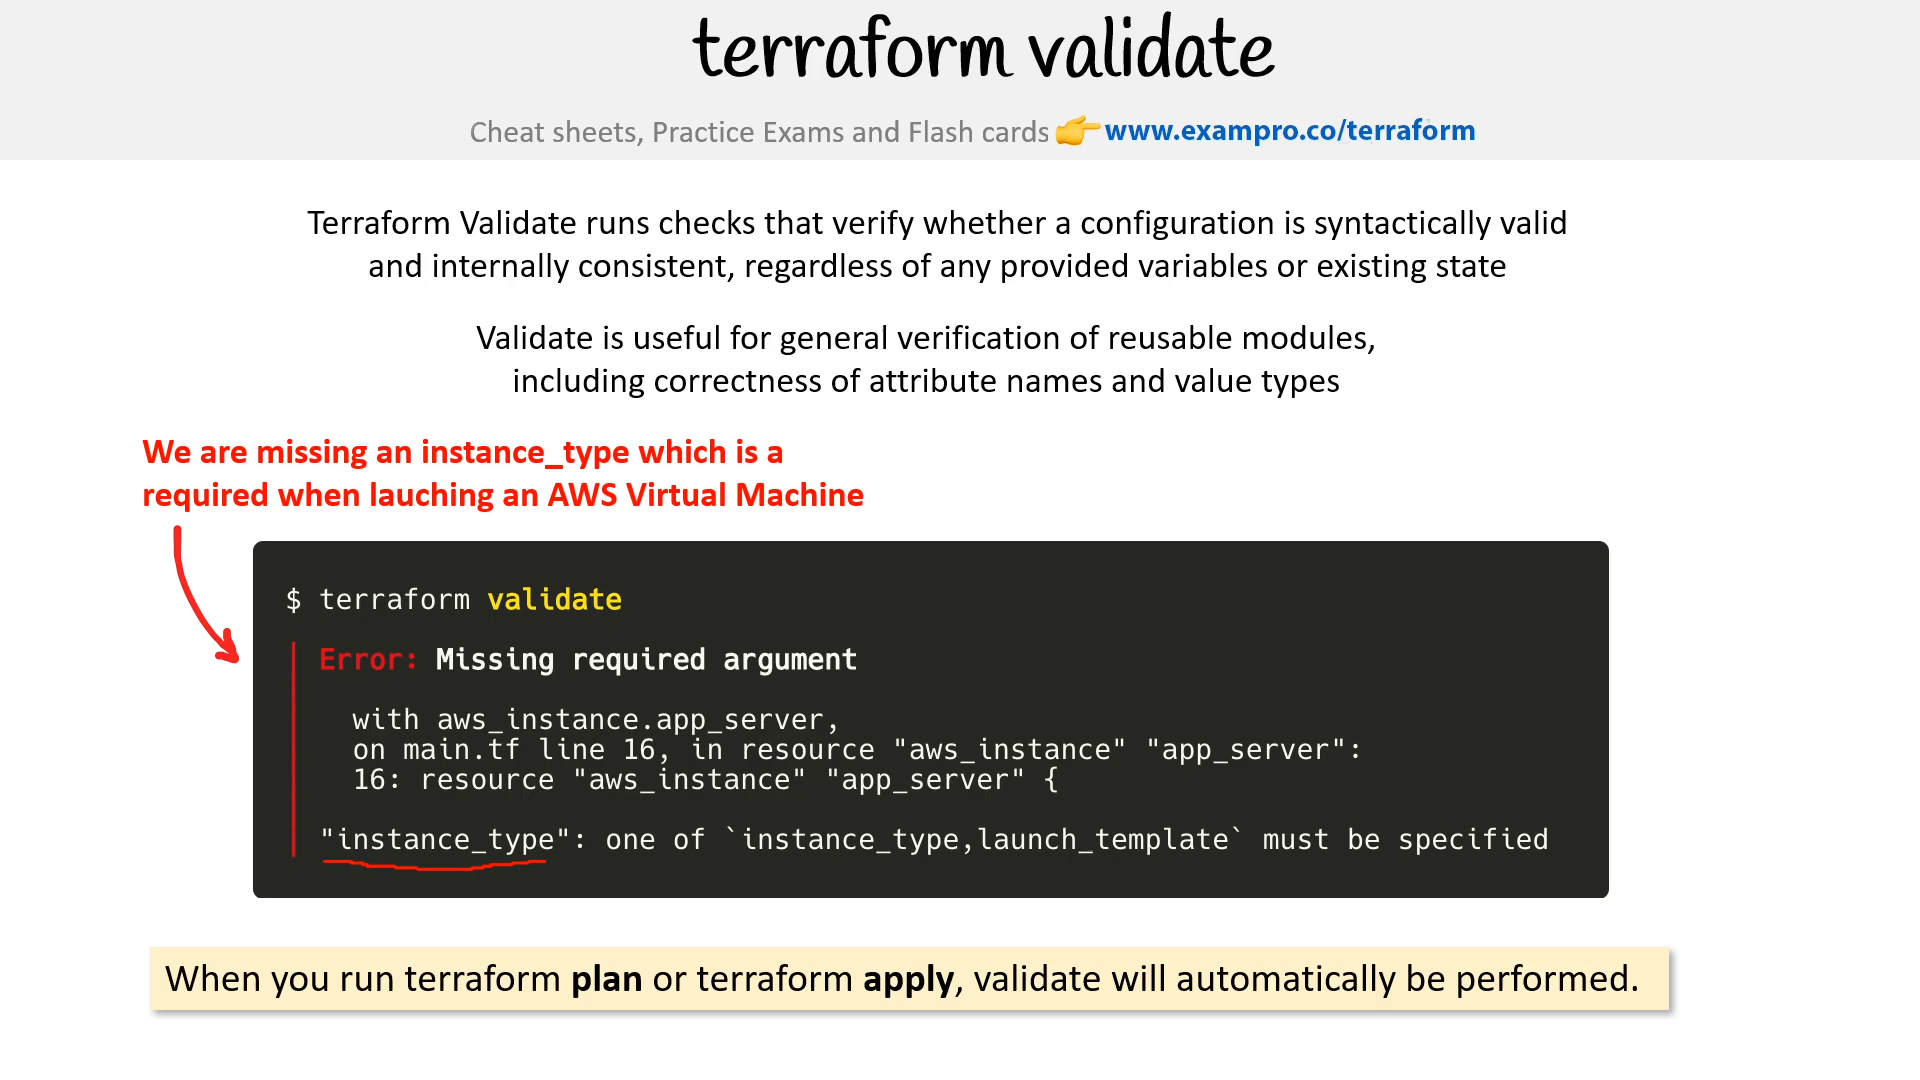 terraform validate
Cheat sheets, Practice Exams and Flash cards 👉 www.exampro.co/terraform
Terraform Validate runs checks that verify whether a configuration is syntactically valid
and internally consistent, regardless of any provided variables or existing state
Validate is useful for general verification of reusable modules,
including correctness of attribute names and value types
We are missing an instance_type which is a
required when lauching an AWS Virtual Machine
$ terraform validate
Error: Missing required argument
with aws_instance.app_server,
on main.tf line 16, in resource "aws_instance" "app_server":
16: resource "aws_instance" "app_server" {
"instance_type": one of `instance_type,launch_template` must be specified
When you run terraform plan or terraform apply, validate will automatically be performed.